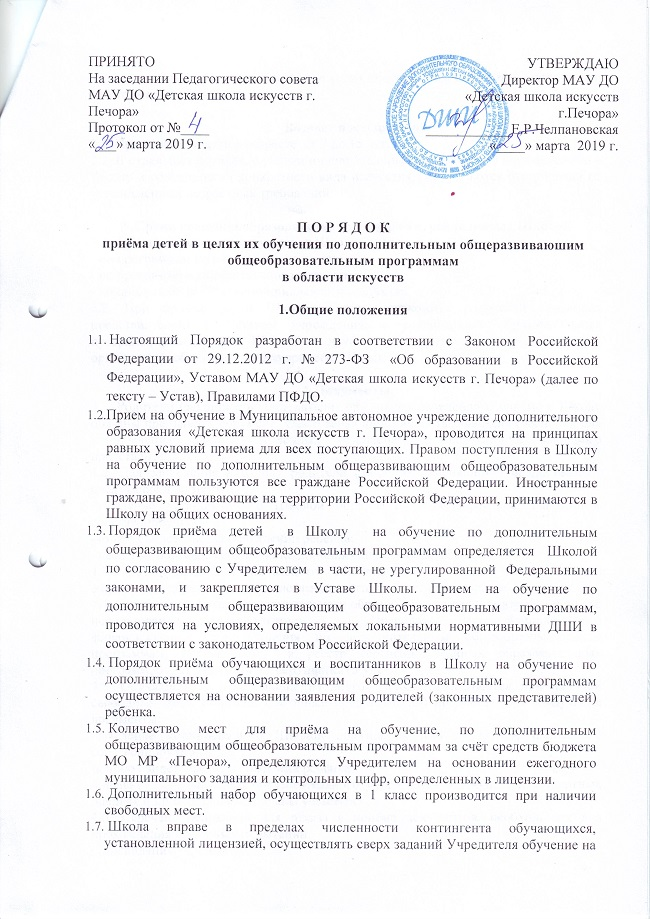 ПРИНЯТО
На заседании Педагогического совета
МАУ ДО «Детская школа искусств г.
Печора»
Протокол от № 4
«25» марта 2019 г.
УТВЕРЖДАЮ
Директор МАУ ДО
«Детская школа искусств
г.Печора»
Е.Р.Челпановская
«25» марта 2019 г.
ДШИ
П О Р Я Д О К
приёма детей в целях их обучения по дополнительным общеразвиваюшим
общеобразовательным программам
в области искусств
1.Общие положения
1.1. Настоящий Порядок разработан в соответствии с Законом Российской
Федерации от 29.12.2012 г. № 273-ФЗ «Об образовании в Российской
Федерации», Уставом МАУ ДО «Детская школа искусств г. Печора» (далее по
тексту – Устав), Правилами ПФДО.
1.2.Прием на обучение в Муниципальное автономное учреждение дополнительного
образования «Детская школа искусств г. Печора», проводится на принципах
равных условий приема для всех поступающих. Правом поступления в Школу
на обучение по дополнительным общеразвивающим общеобразовательным
программам пользуются все граждане Российской Федерации. Иностранные
граждане, проживающие на территории Российской Федерации, принимаются в
Школу на общих основаниях.
1.3. Порядок приёма детей в Школу на обучение по дополнительным
общеразвивающим общеобразовательным программам определяется Школой
по согласованию с Учредителем в части, не урегулированной Федеральными
законами, и закрепляется в Уставе Школы. Прием на обучение по
дополнительным общеразвивающим общеобразовательным программам,
проводится на условиях, определяемых локальными нормативными ДШИ в
соответствии с законодательством Российской Федерации.
1.4. Порядок приёма обучающихся и воспитанников в Школу на обучение по
дополнительным общеразвивающим общеобразовательным программам
осуществляется на основании заявления родителей (законных представителей)
ребенка.
1.5. Количество мест для приёма на обучение, по дополнительным
общеразвивающим общеобразовательным программам за счёт средств бюджета
МО МР «Печора», определяются Учредителем на основании ежегодного
муниципального задания и контрольных цифр, определенных в лицензии.
1.6. Дополнительный набор обучающихся в 1 класс производится при наличии
свободных мест.
1.7. Школа вправе в пределах численности контингента обучающихся,
установленной лицензией, осуществлять сверх заданий Учредителя обучение на